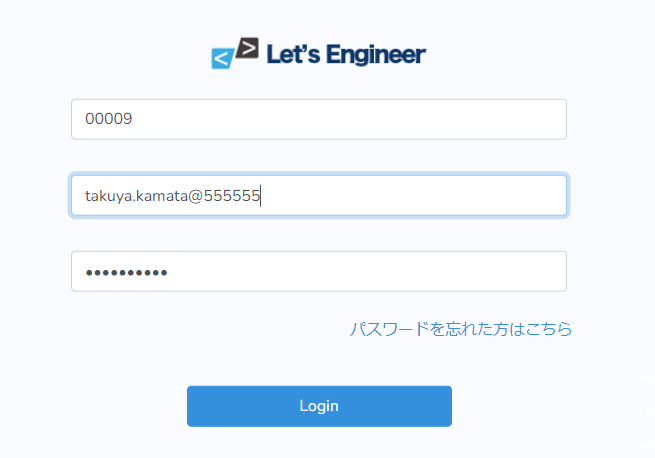 <> Let's Engineer
00009
takuya.kamata@555555
••••••••••
パスワードを忘れた方はこちら
Login